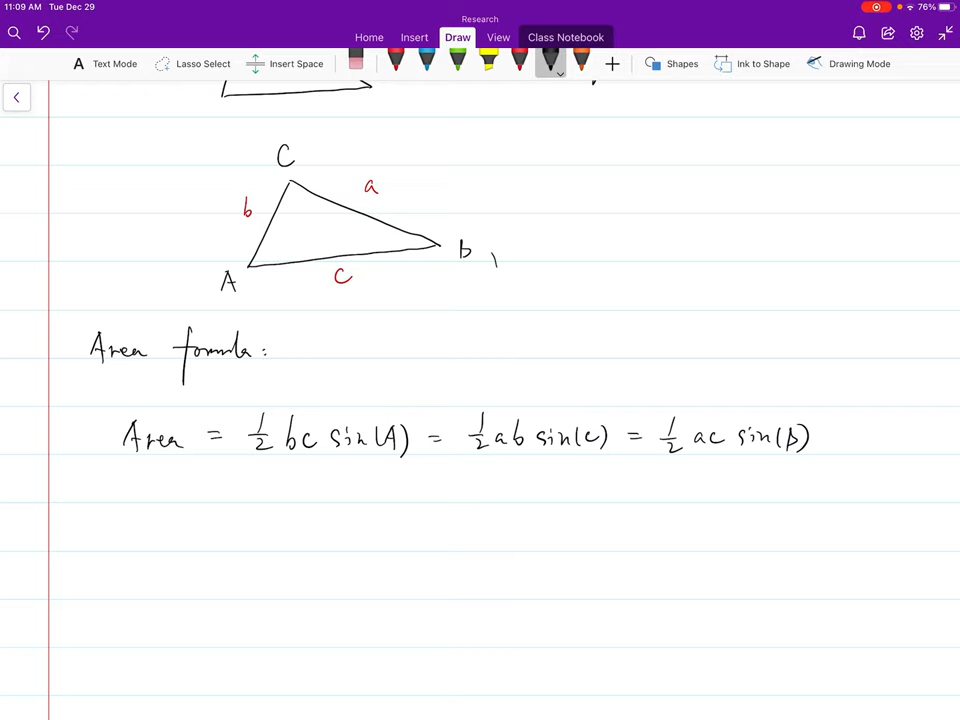 11:09 AM Tue Dec 29
76%
Research
Home Insert Draw View Class Notebook
Text Mode Lasso Select Insert Space Shapes Ink to Shape Drawing Mode
C
b
a
B
A
c
Area formula:
Area = 1/2 bc sin(A) = 1/2 ab sin(C) = 1/2 ac sin(B)